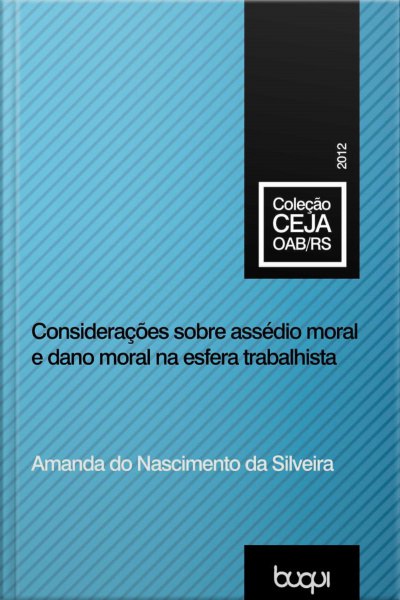 2012
Coleção
CEJA
OAB/RS
Considerações sobre assédio moral
e dano moral na esfera trabalhista
Amanda do Nascimento da Silveira
buqui